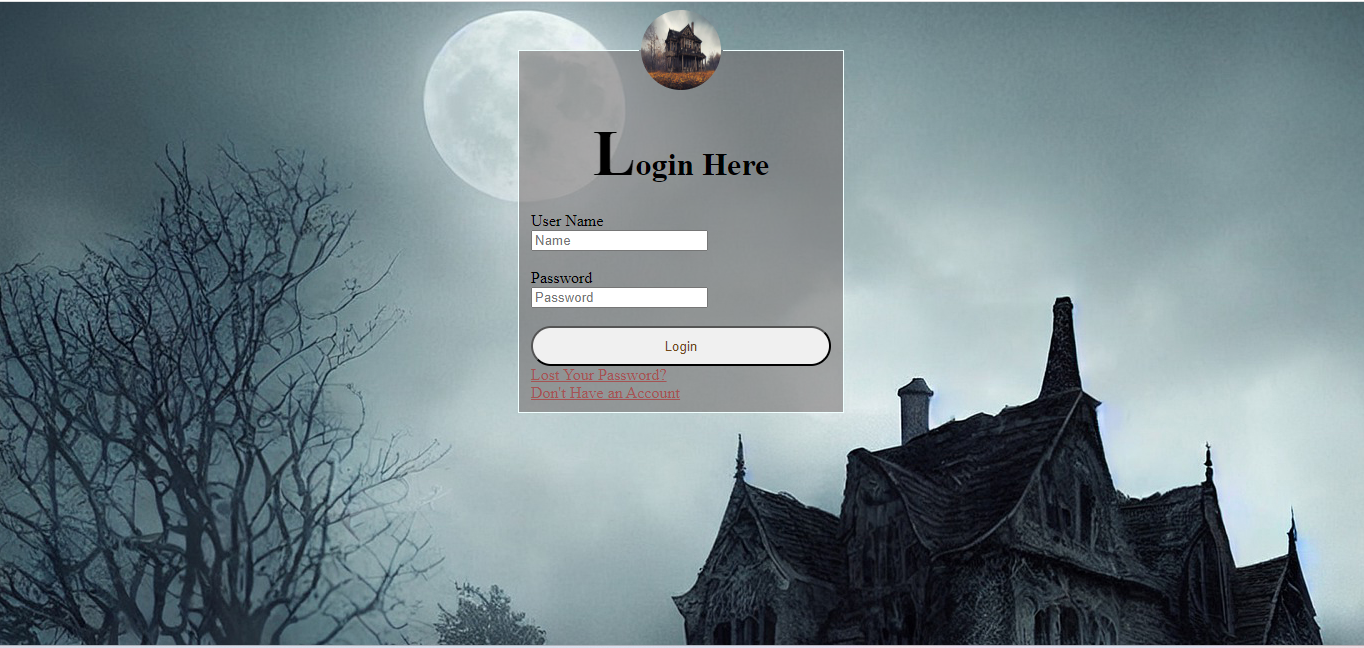 Login Here
User Name
Name
Password
Password
Login
Lost Your Password?
Don't Have an Account